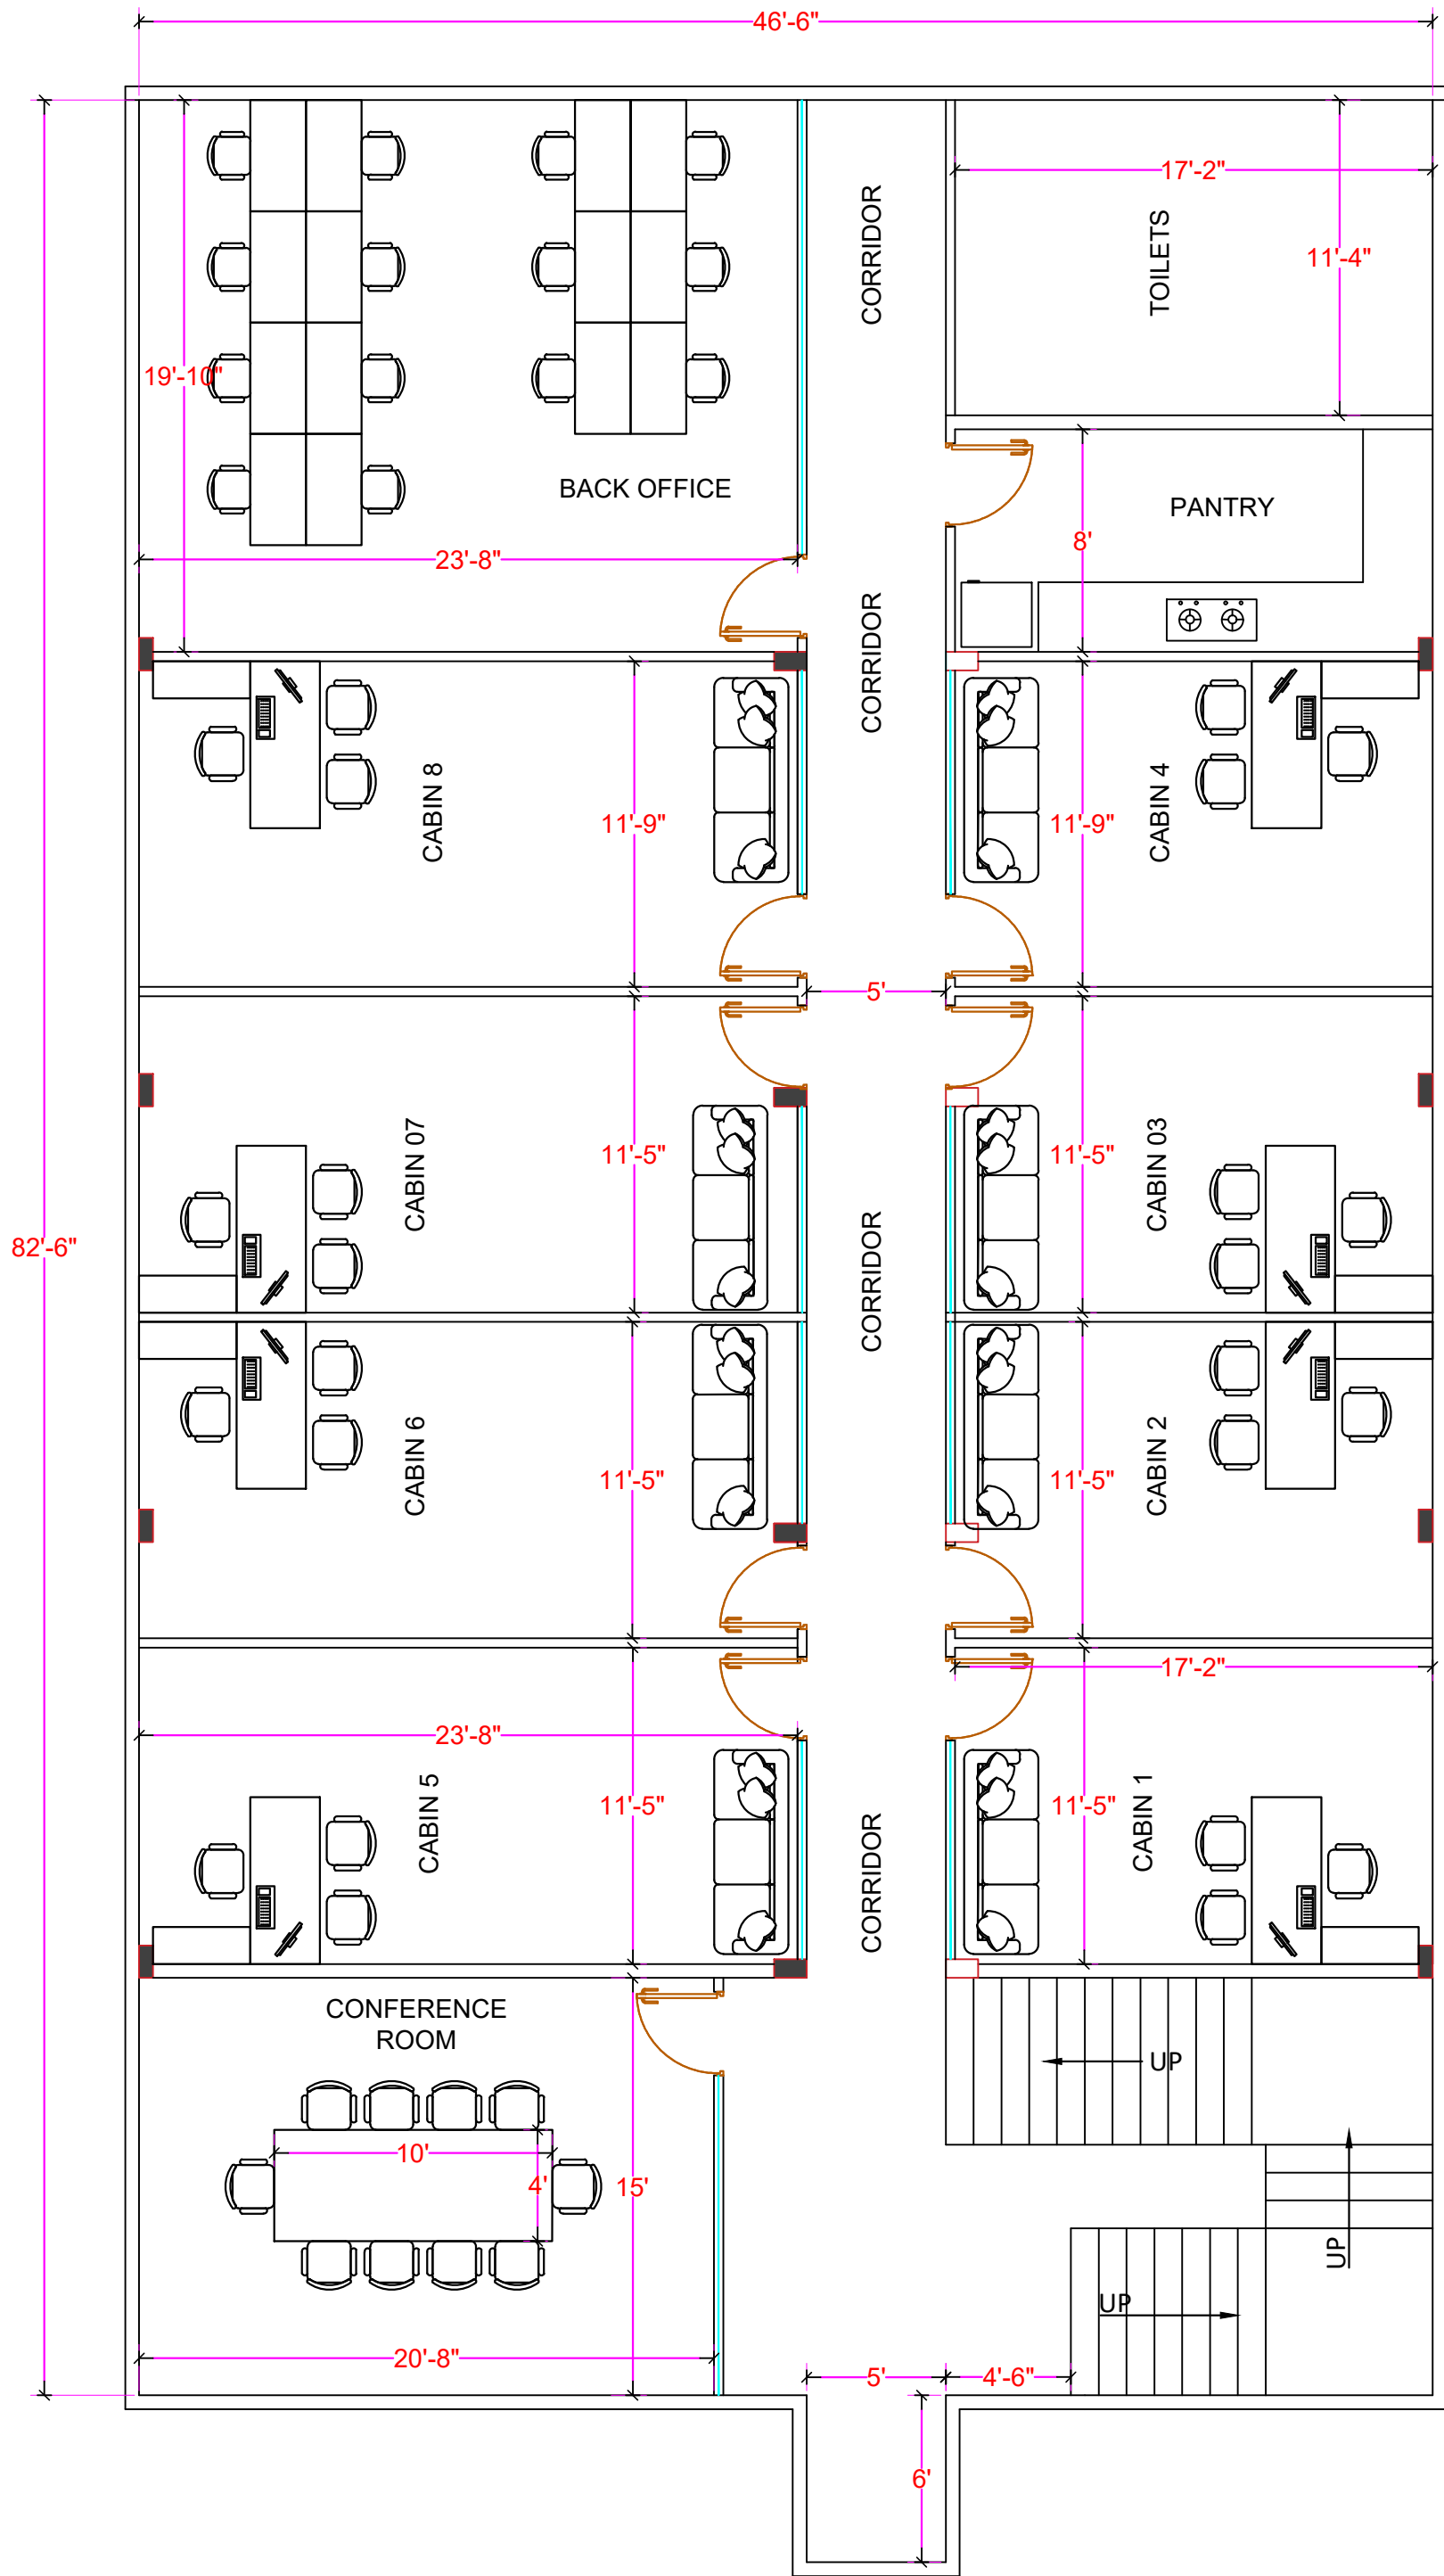 46'-6"
17'-2"
CORRIDOR
TOILETS
11'-4"
19'-10"
BACK OFFICE
PANTRY
8'
23'-8"
CORRIDOR
CABIN 8
11'-9"
11'-9"
CABIN 4
5'
CABIN 07
11'-5"
11'-5"
CABIN 03
82'-6"
CORRIDOR
CABIN 6
11'-5"
11'-5"
CABIN 2
17'-2"
23'-8"
CABIN 5
11'-5"
CORRIDOR
11'-5"
CABIN 1
CONFERENCE
ROOM
UP
10'
4'
15'
UP
UP
20'-8"
5'
4'-6"
6'